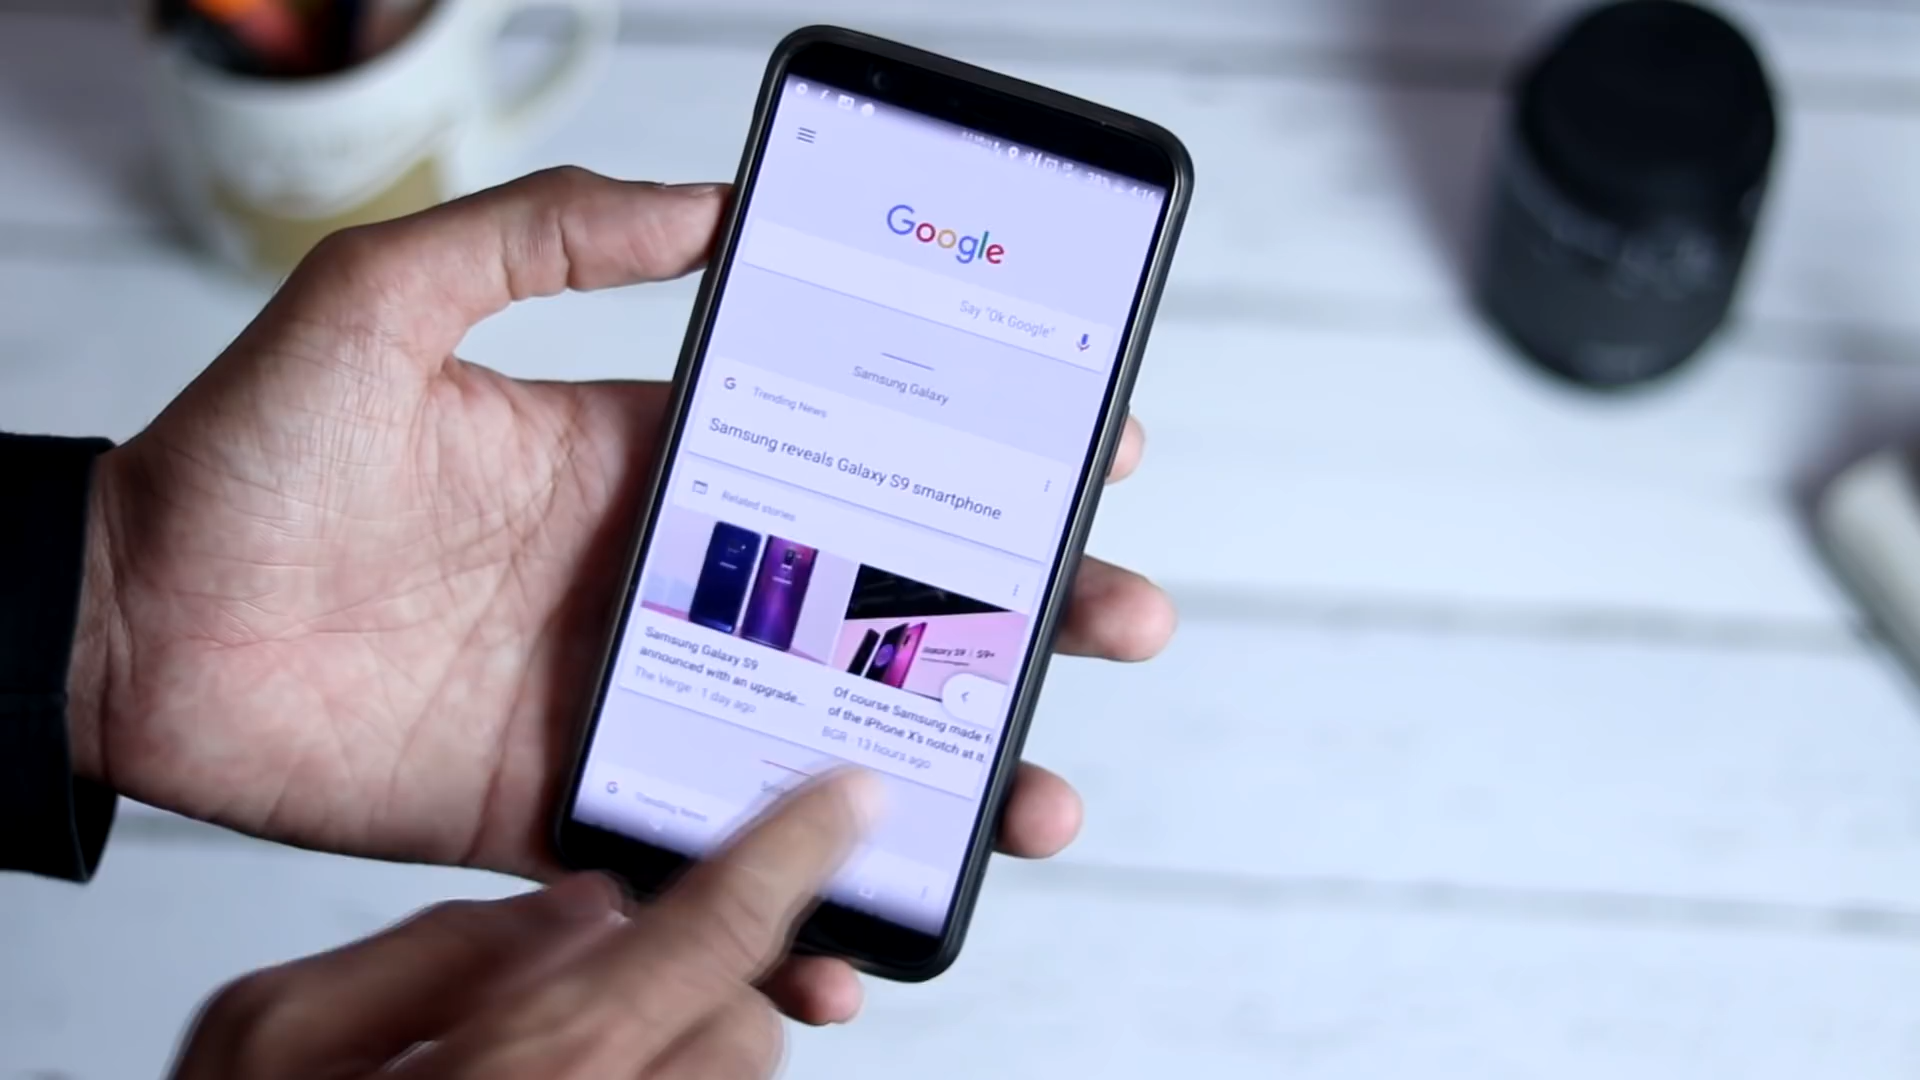 4:14
Google
Say "Ok Google"
Samsung Galaxy
G Trending News
Samsung reveals Galaxy S9 smartphone
Related stories
Galaxy S9 | S9+
Samsung Galaxy S9
announced with an upgrade...
The Verge · 1 day ago
Of course Samsung made f
of the iPhone X's notch at it
BGR · 13 hours ago
G Trending News